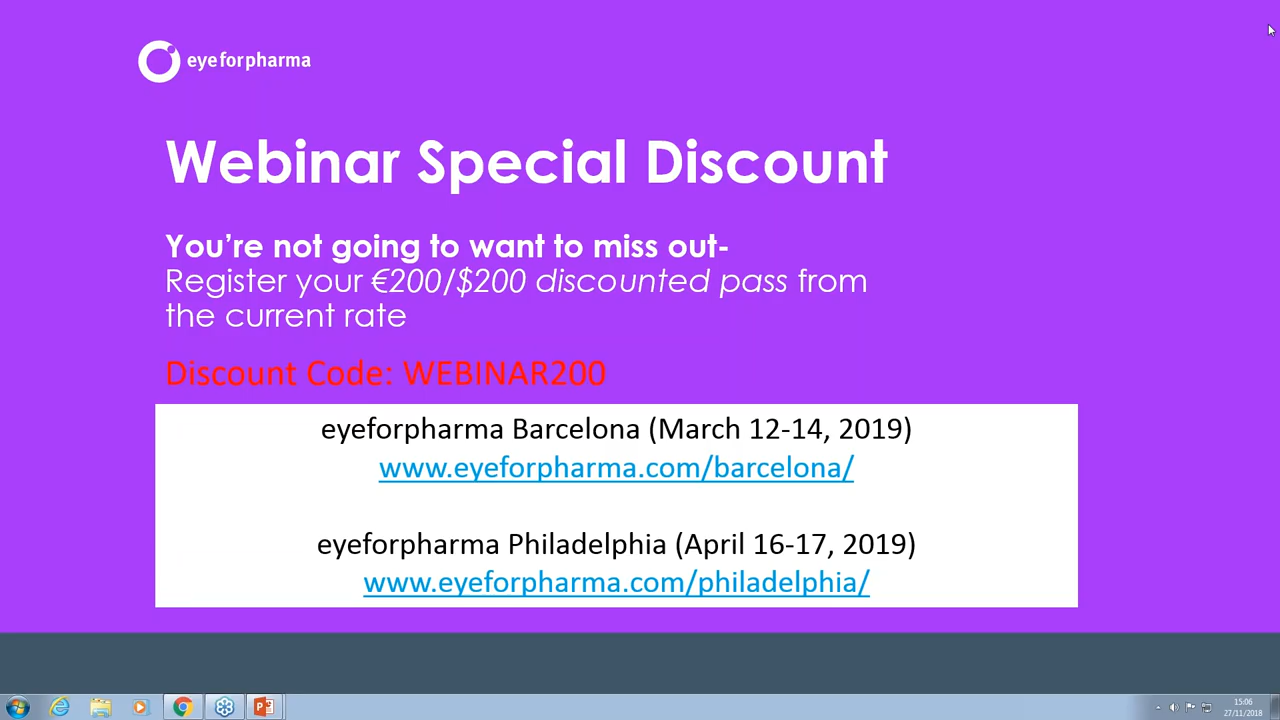 eyeforpharma
Webinar Special Discount
You're not going to want to miss out-
Register your €200/$200 discounted pass from
the current rate
Discount Code: WEBINAR200
eyeforpharma Barcelona (March 12-14, 2019)
www.eyeforpharma.com/barcelona/
eyeforpharma Philadelphia (April 16-17, 2019)
www.eyeforpharma.com/philadelphia/
15:06
27/11/2018